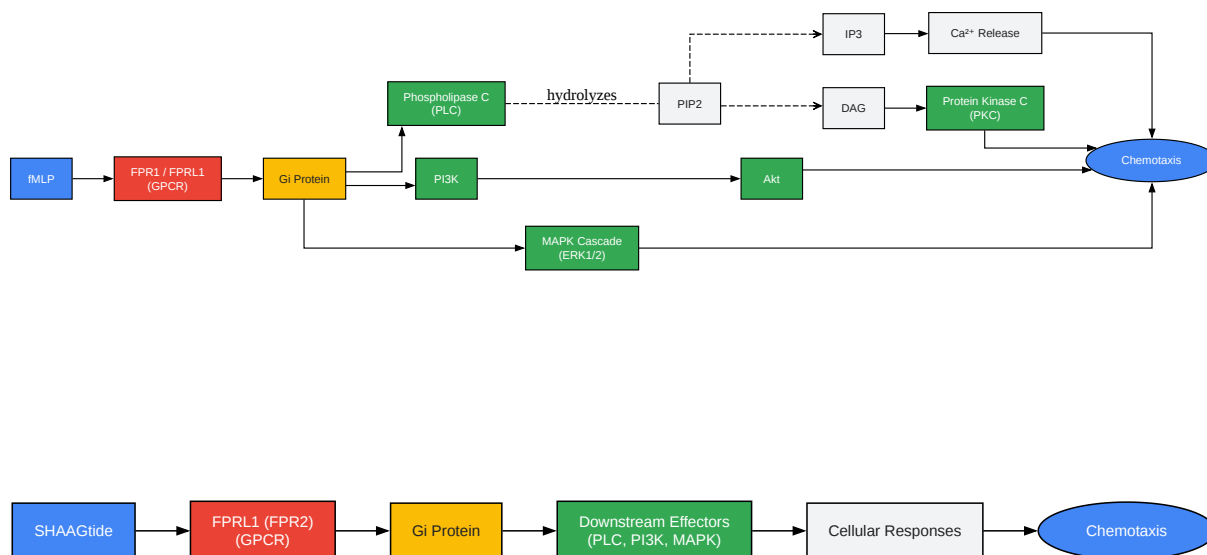 IP3
Ca²⁺ Release
Phospholipase C
(PLC)
hydrolyzes
PIP2
DAG
Protein Kinase C
(PKC)
fMLP
FPR1 / FPRL1
(GPCR)
Gi Protein
PI3K
Akt
Chemotaxis
MAPK Cascade
(ERK1/2)
SHAAGtide
FPRL1 (FPR2)
(GPCR)
Gi Protein
Downstream Effectors
(PLC, PI3K, MAPK)
Cellular Responses
Chemotaxis